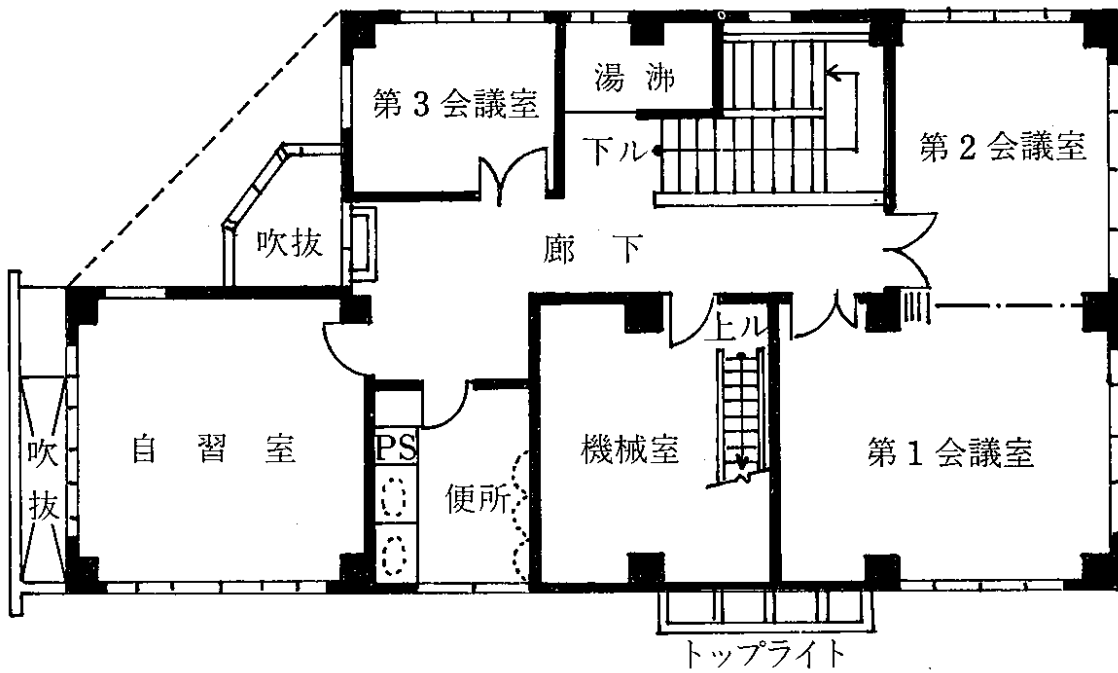 湯沸
第3会議室
下ル
第2会議室
吹抜
廊下
上ル
自習室
PS
吹
抜
便所
機械室
第1会議室
トップライト